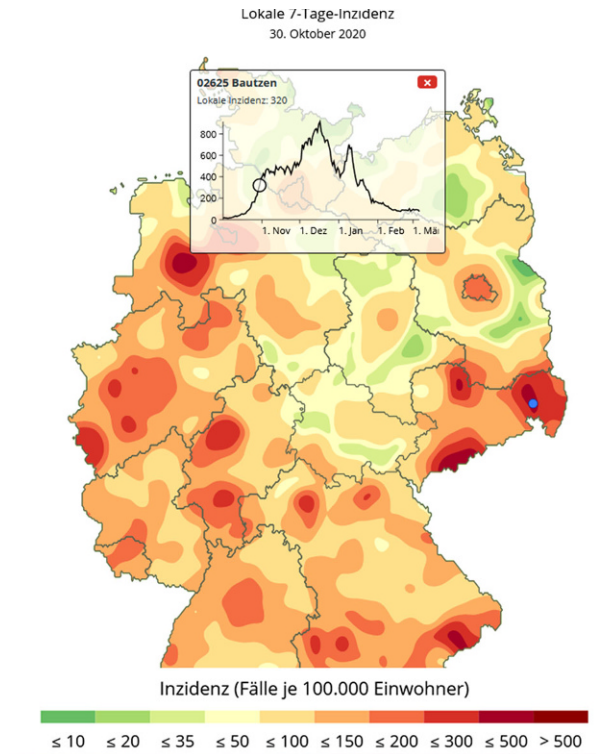 Lokale 7-Tage-Inzidenz
30. Oktober 2020
02625 Bautzen
Lokale Inzidenz: 320
800
600
400
200
0
1. Nov 1. Dez 1. Jan 1. Feb 1. Mä
Inzidenz (Fälle je 100.000 Einwohner)
≤ 10 ≤ 20 ≤ 35 ≤ 50 ≤ 100 ≤ 150 ≤ 200 ≤ 300 ≤ 500 > 500